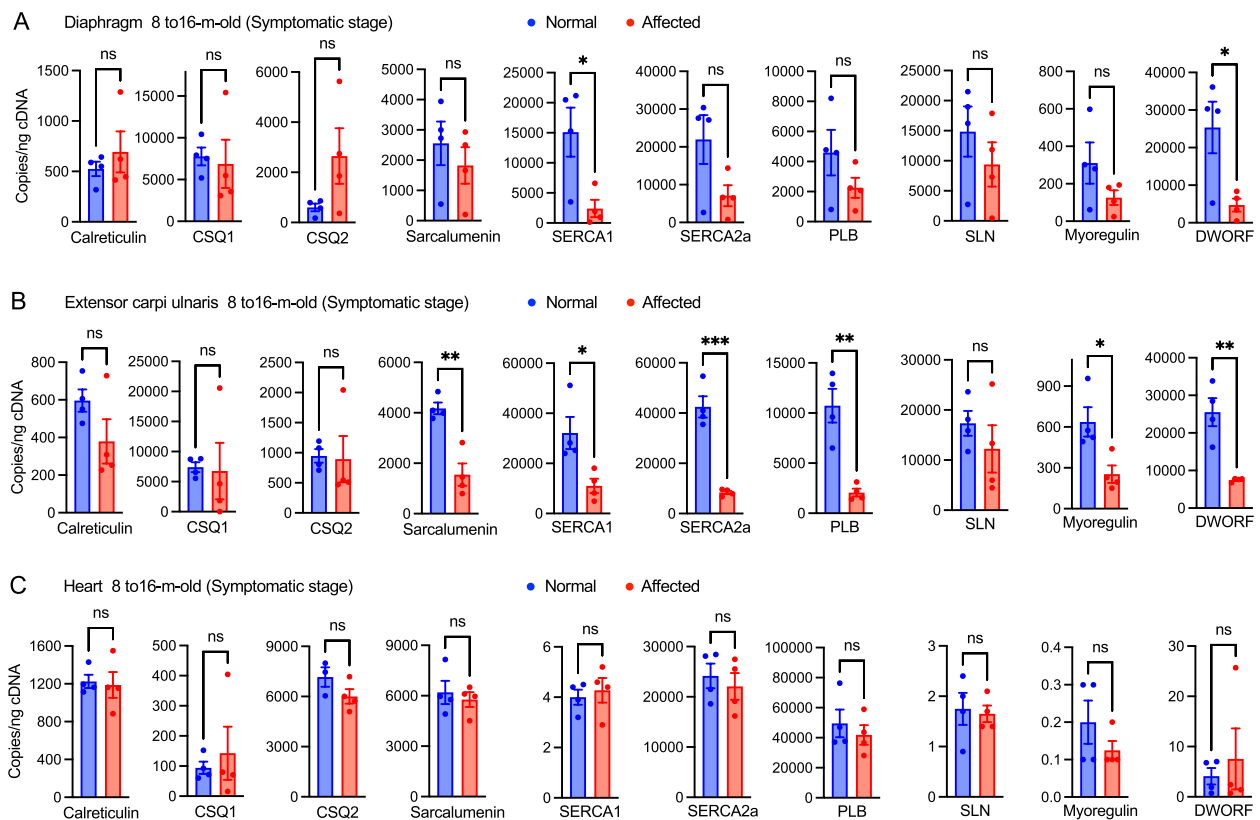 A Diaphragm 8 to16-m-old (Symptomatic stage) Normal Affected
ns ns ns ns * ns ns ns ns *
Copies/ng cDNA
1500 1000 500 0
15000 10000 5000 0
6000 4000 2000 0
5000 4000 3000 2000 1000 0
25000 20000 15000 10000 5000 0
40000 30000 20000 10000 0
10000 8000 6000 4000 2000 0
25000 20000 15000 10000 5000 0
800 600 400 200 0
40000 30000 20000 10000 0
Calreticulin CSQ1 CSQ2 Sarcalumenin SERCA1 SERCA2a PLB SLN Myoregulin DWORF
B Extensor carpi ulnaris 8 to16-m-old (Symptomatic stage) Normal Affected
ns ns ns ** * *** ** ns * **
Copies/ng cDNA
800 600 400 200 0
25000 20000 15000 10000 5000 0
2500 2000 1500 1000 500 0
6000 4000 2000 0
60000 40000 20000 0
60000 40000 20000 0
15000 10000 5000 0
30000 20000 10000 0
900 600 300 0
40000 30000 20000 10000 0
Calreticulin CSQ1 CSQ2 Sarcalumenin SERCA1 SERCA2a PLB SLN Myoregulin DWORF
C Heart 8 to16-m-old (Symptomatic stage) Normal Affected
ns ns ns ns ns ns ns ns ns ns
Copies/ng cDNA
1600 1200 800 400 0
500 400 300 200 100 0
9000 6000 3000 0
9000 6000 3000 0
6 4 2 0
30000 20000 10000 0
100000 80000 60000 40000 20000 0
3 2 1 0
0.4 0.3 0.2 0.1 0.0
30 20 10 0
Calreticulin CSQ1 CSQ2 Sarcalumenin SERCA1 SERCA2a PLB SLN Myoregulin DWORF